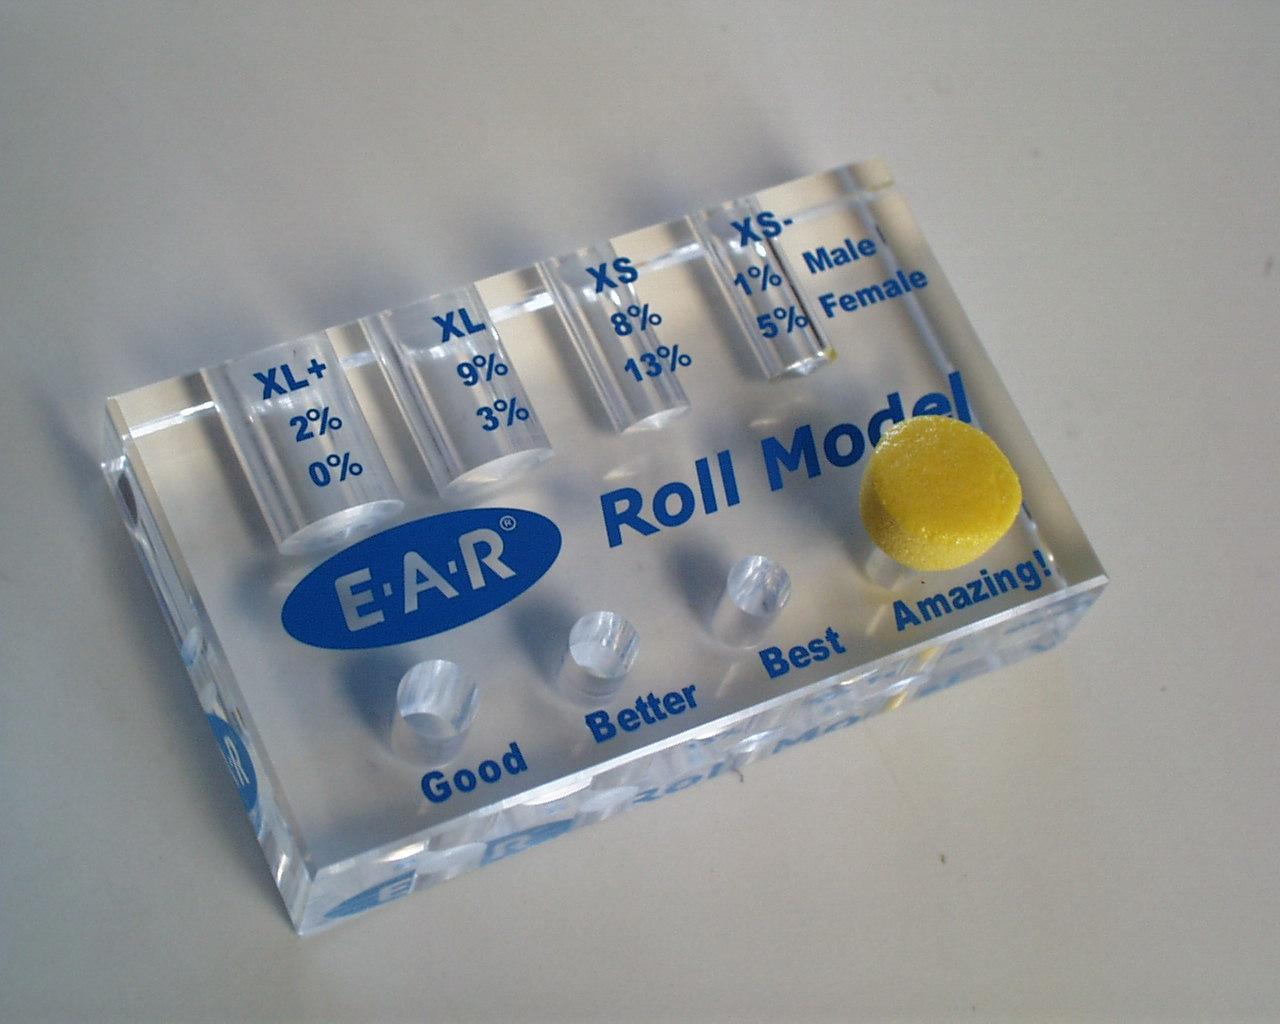 XL+
2%
0%
XL
9%
3%
XS
8%
13%
XS-
1%
5%
Male
Female
E·A·R®
Roll Model
Good
Better
Best
Amazing!